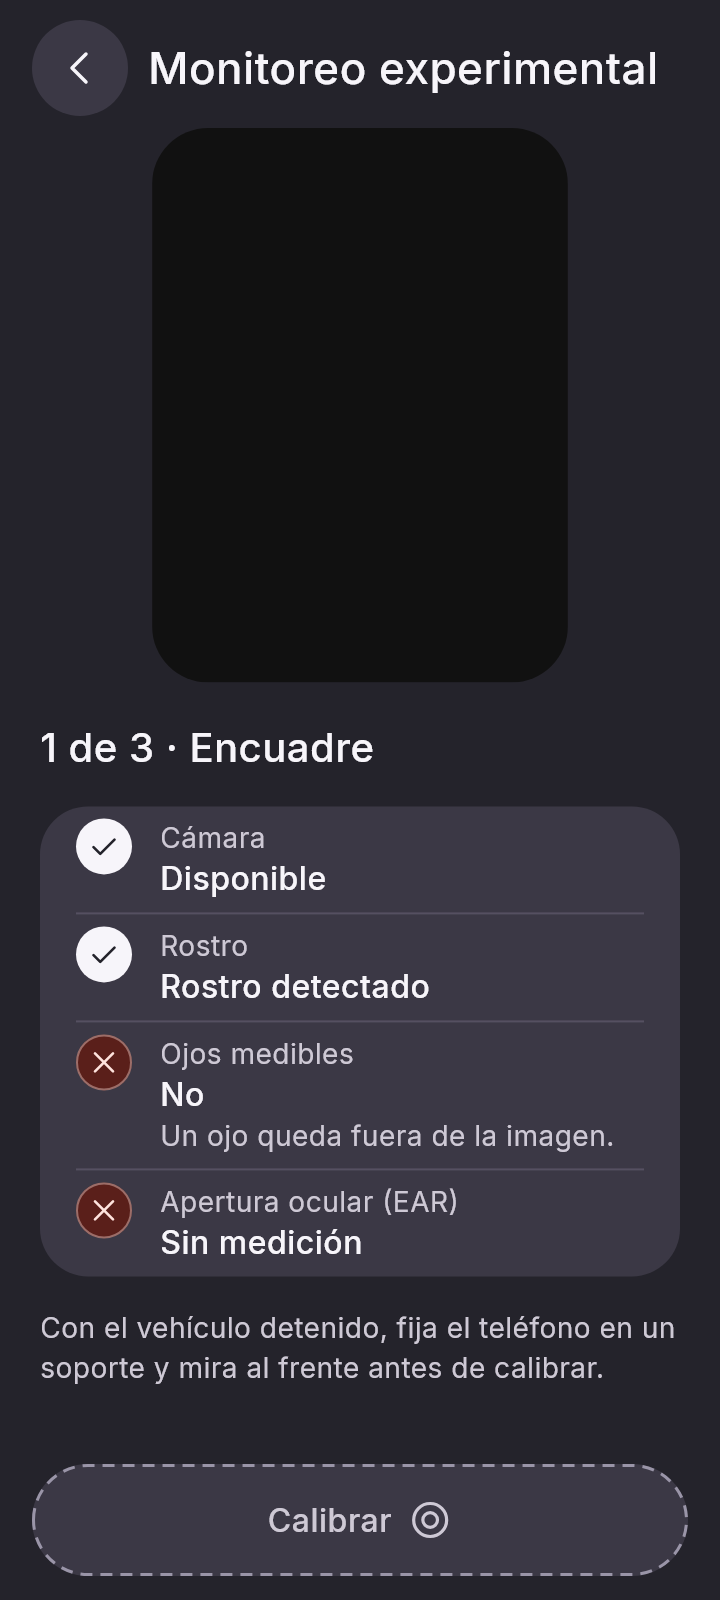 Monitoreo experimental
1 de 3 · Encuadre
Cámara
Disponible
Rostro
Rostro detectado
Ojos medibles
No
Un ojo queda fuera de la imagen.
Apertura ocular (EAR)
Sin medición
Con el vehículo detenido, fija el teléfono en un
soporte y mira al frente antes de calibrar.
Calibrar